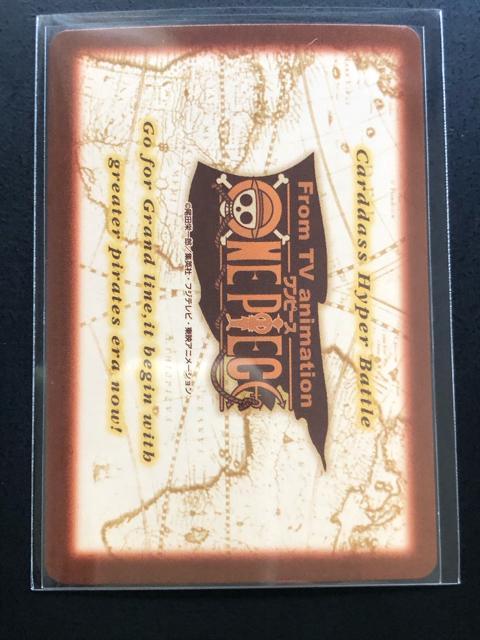 Carddass Hyper Battle
From TV animation
ワンピース
ONE PIECE
©尾田栄一郎／集英社・フジテレビ・東映アニメーション
Go for Grand line,it begin with
greater pirates era now!